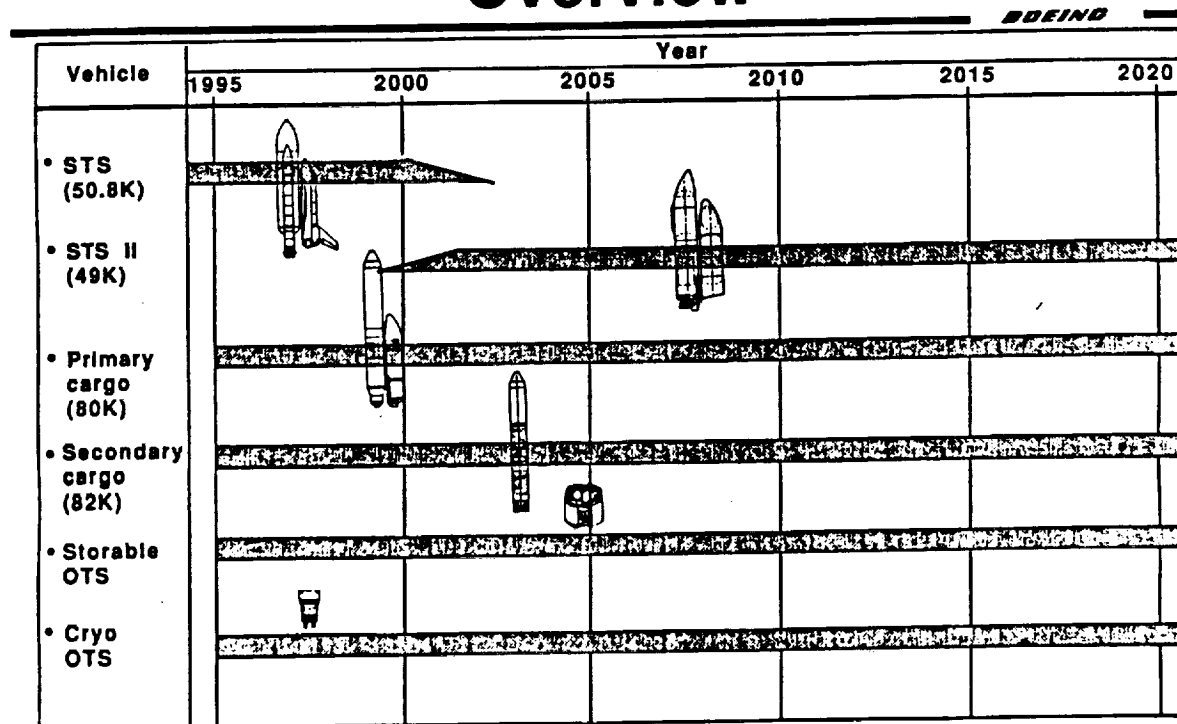 Overview
BOEING
Vehicle
Year
1995 2000 2005 2010 2015 2020
• STS
(50.8K)
• STS II
(49K)
• Primary
cargo
(80K)
• Secondary
cargo
(82K)
• Storable
OTS
• Cryo
OTS